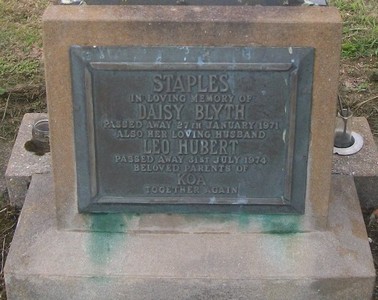 STAPLES
IN LOVING MEMORY OF
DAISY BLYTH
PASSED AWAY 27TH JANUARY 1971
ALSO HER LOVING HUSBAND
LEO HUBERT
PASSED AWAY 31ST JULY 1974
BELOVED PARENTS OF
KOA
TOGETHER AGAIN